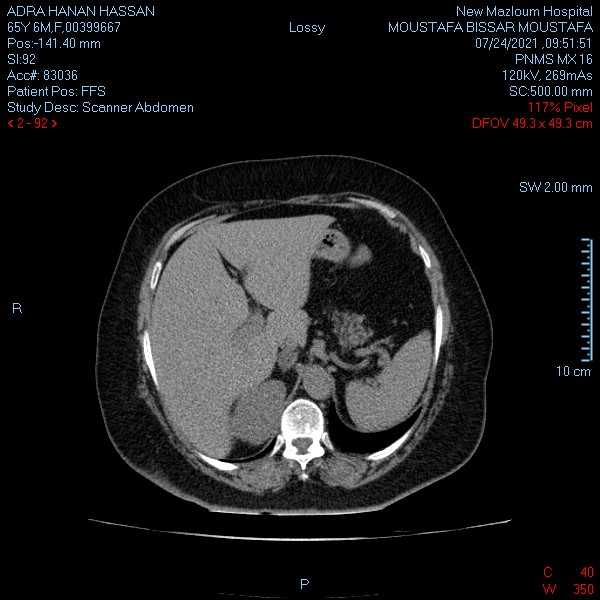 ADRA HANAN HASSAN
65Y 6M,F,00399667
Pos:-141.40 mm
SI:92
Acc#: 83036
Patient Pos: FFS
Study Desc: Scanner Abdomen
< 2 - 92 >
Lossy
New Mazloum Hospital
MOUSTAFA BISSAR MOUSTAFA
07/24/2021 ,09:51:51
PNMS MX 16
120kV, 269mAs
SC:500.00 mm
117% Pixel
DFOV 49.3 x 49.3 cm
SW 2.00 mm
R
10 cm
P
C 40
W 350